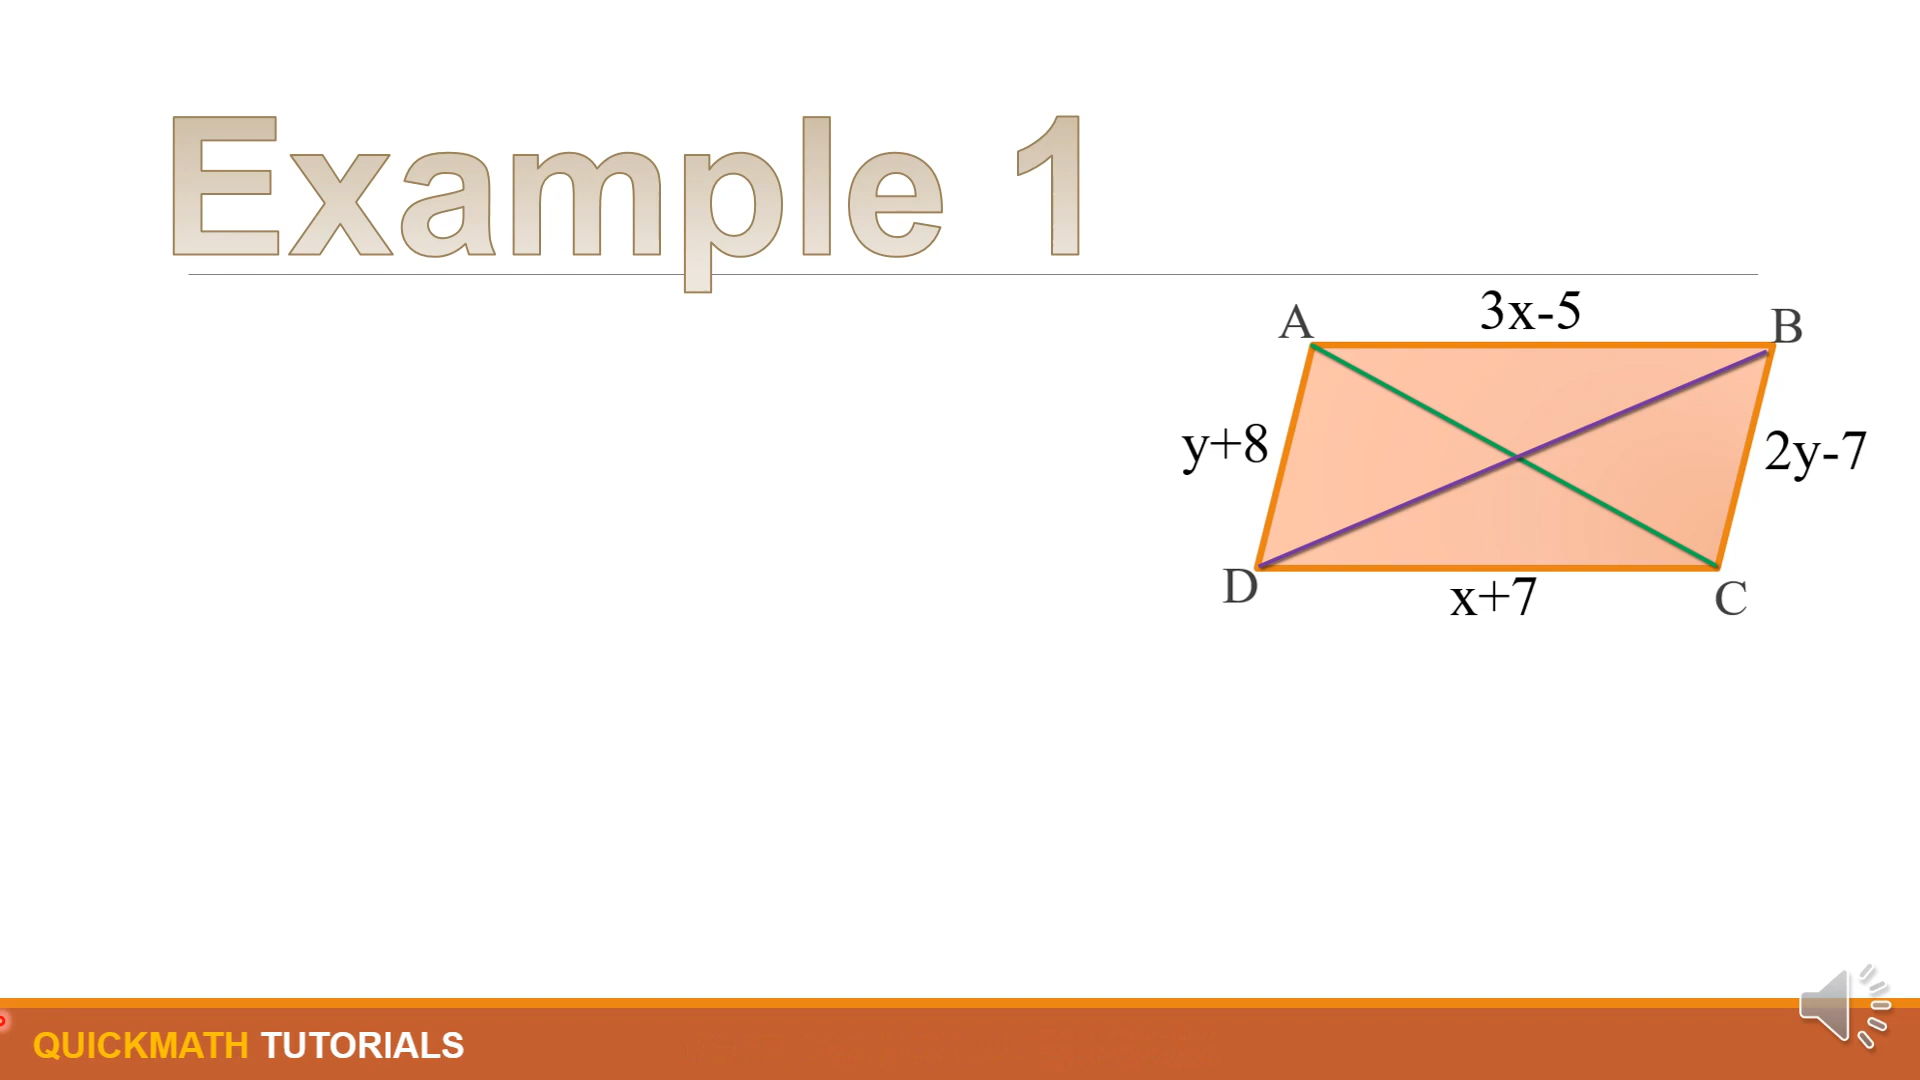 Example 1
3x-5
A
B
y+8
2y-7
D
x+7
C
QUICKMATH TUTORIALS